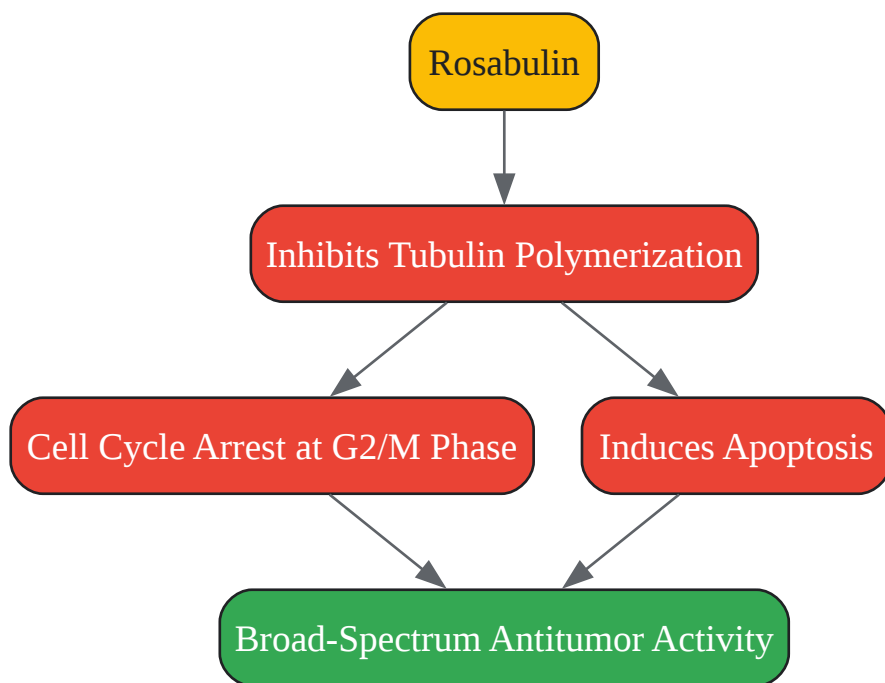 Rosabulin
Inhibits Tubulin Polymerization
Cell Cycle Arrest at G2/M Phase
Induces Apoptosis
Broad-Spectrum Antitumor Activity